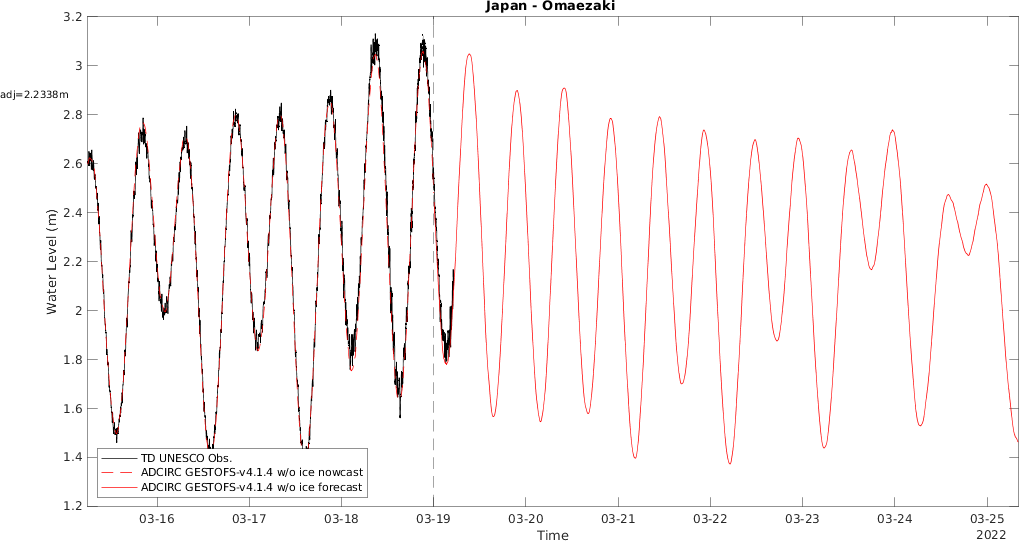 Japan - Omaezaki
adj=2.2338m
Water Level (m)
3.2
3
2.8
2.6
2.4
2.2
2
1.8
1.6
1.4
1.2
TD UNESCO Obs.
ADCIRC GESTOFS-v4.1.4 w/o ice nowcast
ADCIRC GESTOFS-v4.1.4 w/o ice forecast
03-16 03-17 03-18 03-19 03-20 03-21 03-22 03-23 03-24 03-25
Time
2022